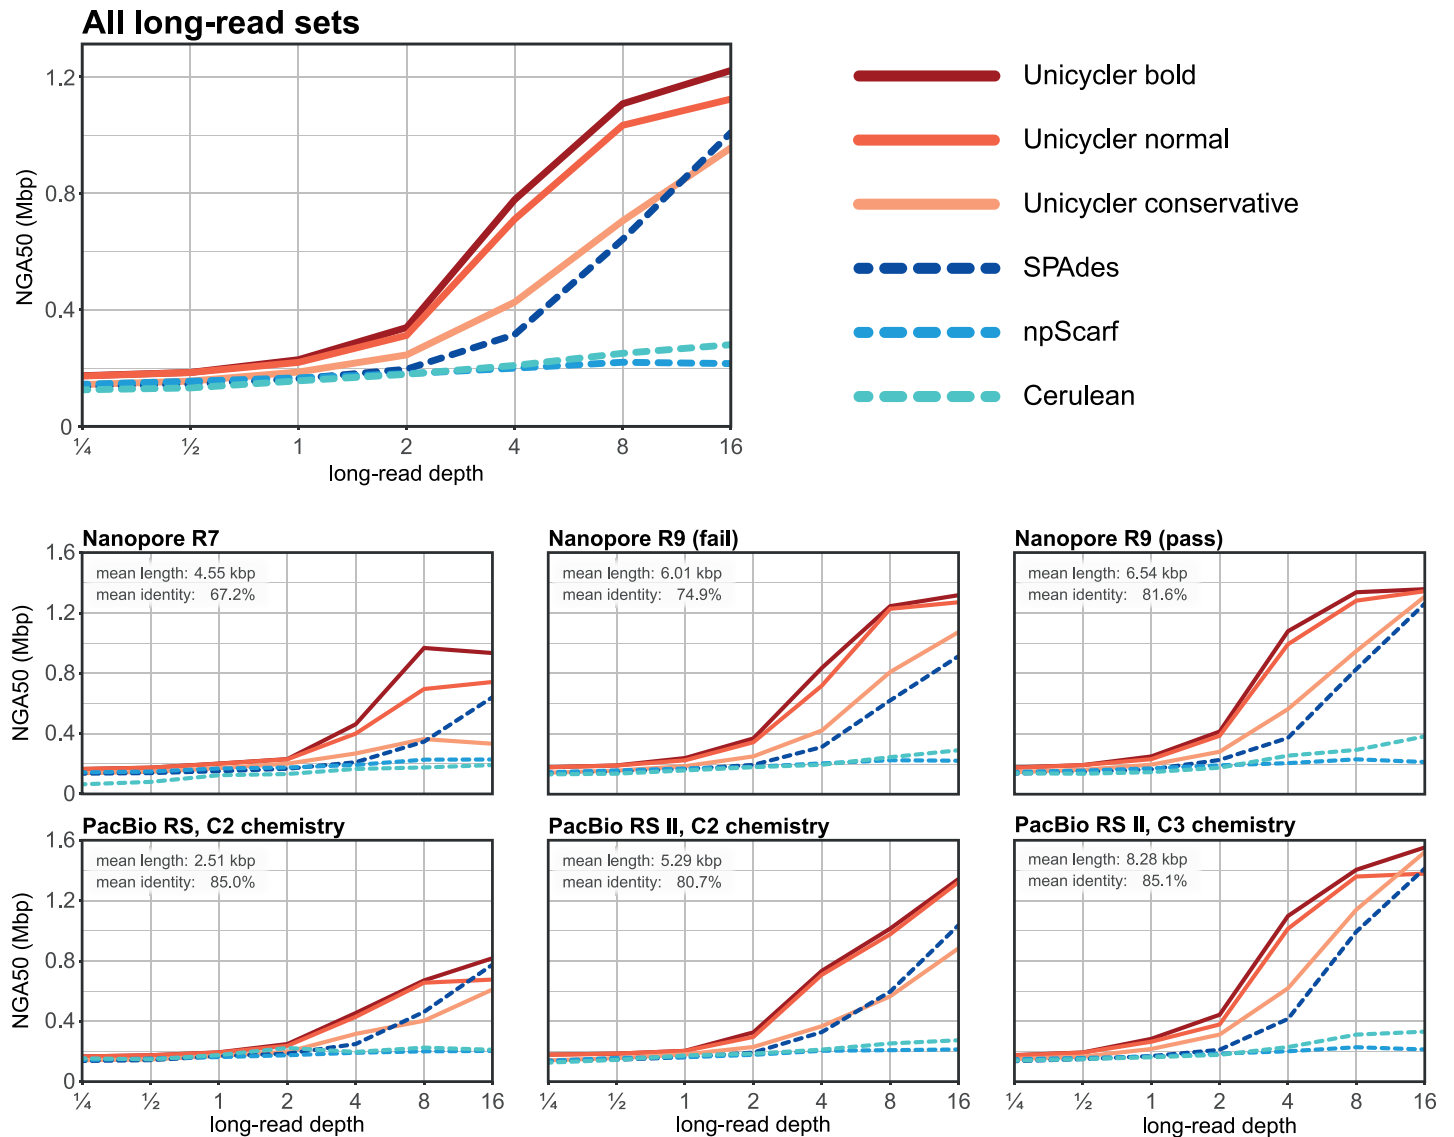 All long-read sets
NGA50 (Mbp)
1.2
0.8
0.4
0
¼ ½ 1 2 4 8 16
long-read depth
Unicycler bold
Unicycler normal
Unicycler conservative
SPAdes
npScarf
Cerulean
Nanopore R7
mean length: 4.55 kbp
mean identity: 67.2%
Nanopore R9 (fail)
mean length: 6.01 kbp
mean identity: 74.9%
Nanopore R9 (pass)
mean length: 6.54 kbp
mean identity: 81.6%
NGA50 (Mbp)
1.6
1.2
0.8
0.4
0
PacBio RS, C2 chemistry
mean length: 2.51 kbp
mean identity: 85.0%
PacBio RS II, C2 chemistry
mean length: 5.29 kbp
mean identity: 80.7%
PacBio RS II, C3 chemistry
mean length: 8.28 kbp
mean identity: 85.1%
NGA50 (Mbp)
1.6
1.2
0.8
0.4
0
¼ ½ 1 2 4 8 16
long-read depth
¼ ½ 1 2 4 8 16
long-read depth
¼ ½ 1 2 4 8 16
long-read depth